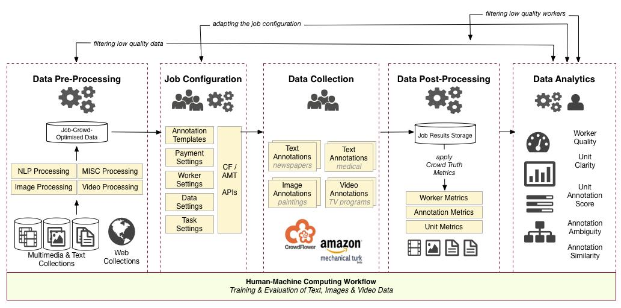 filtering low quality workers
adapting the job configuration
filtering low quality data
Data Pre-Processing
Job-Crowd-
Optimised Data
NLP Processing
MISC Processing
Image Processing
Video Processing
Multimedia & Text
Collections
Web
Collections
Job Configuration
Annotation
Templates
Payment
Settings
Worker
Settings
Data
Settings
Task
Settings
CF /
AMT
APIs
Data Collection
Text
Annotations
newspapers
Text
Annotations
medical
Image
Annotations
paintings
Video
Annotations
TV programs
CrowdFlower
amazon
mechanical turk
Data Post-Processing
Job Results Storage
apply
Crowd Truth
Metrics
Worker Metrics
Annotation Metrics
Unit Metrics
Data Analytics
Worker
Quality
Unit
Clarity
Unit
Annotation
Score
Annotation
Ambiguity
Annotation
Similarity
Human-Machine Computing Workflow
Training & Evaluation of Text, Images & Video Data